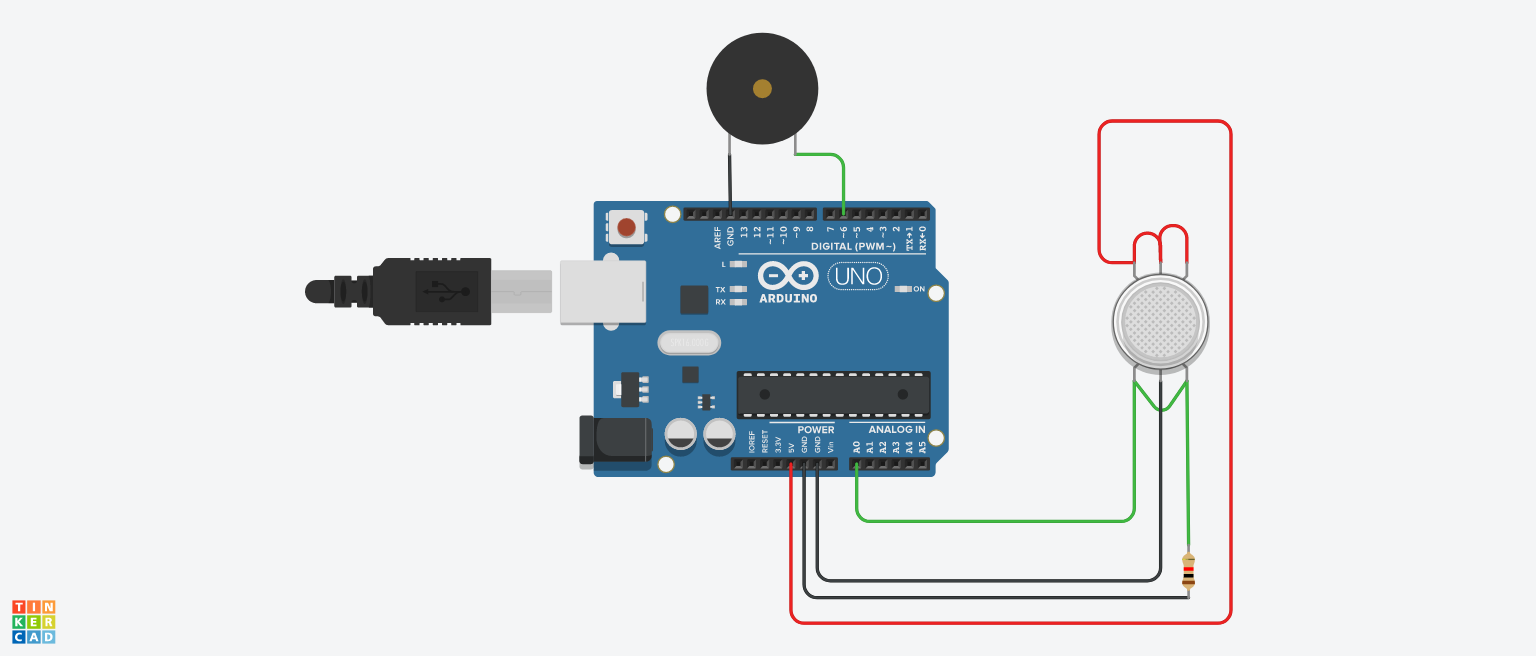 AREF
GND
13
12
~11
~10
~9
8
7
~6
~5
4
~3
2
TX→1
RX←0
DIGITAL (PWM~)
L
TX
RX
ARDUINO
UNO
ON
POWER
ANALOG IN
IOREF
RESET
3.3V
5V
GND
GND
Vin
A0
A1
A2
A3
A4
A5
TIN
KER
CAD